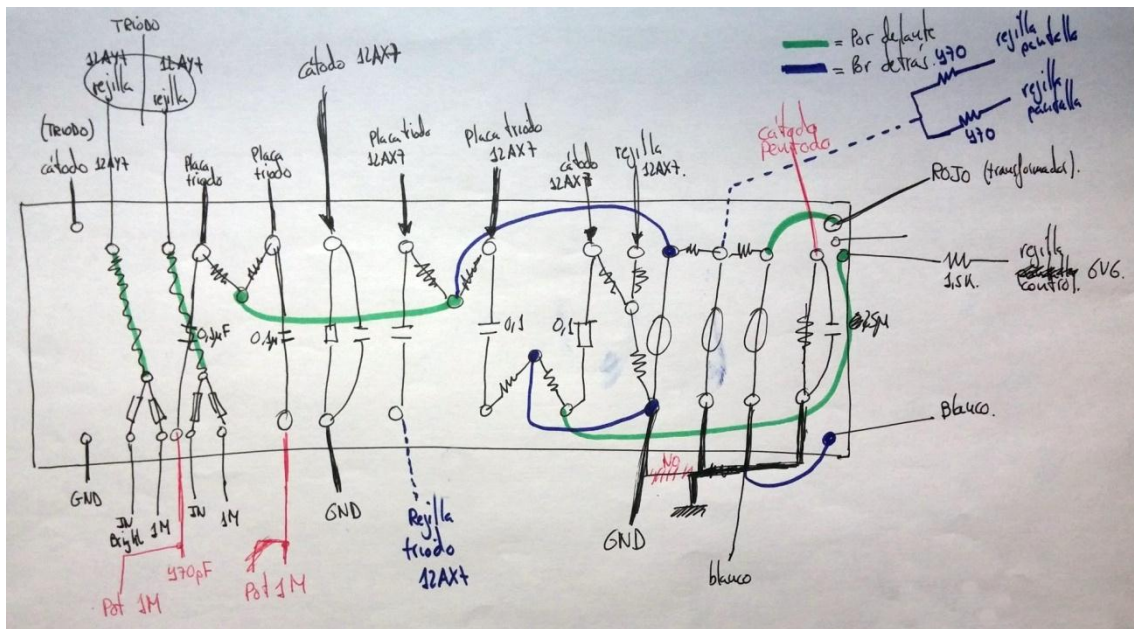 TRIODO
12AY7
rejilla
12AY7
rejilla
(TRIODO)
cátodo 12AY7
Placa
triodo
Placa
triodo
cátodo 12AX7
Placa triodo
12AX7
Placa triodo
12AX7
cátodo
12AX7
rejilla
12AX7.
= Por delante
= Por detrás.
470
rejilla
pantalla
470
rejilla
pantalla
cátodo
pentodo
ROJO (transformador).
1,5K.
rejilla
control.
6V6.
0,1µF
0,1µ
0,1
0,1
25µ
Blanco.
NO
GND
IN
Bright
1M
IN
1M
470pF
Pot 1M
Pot 1M
GND
Rejilla
triodo
12AX7
GND
blanco